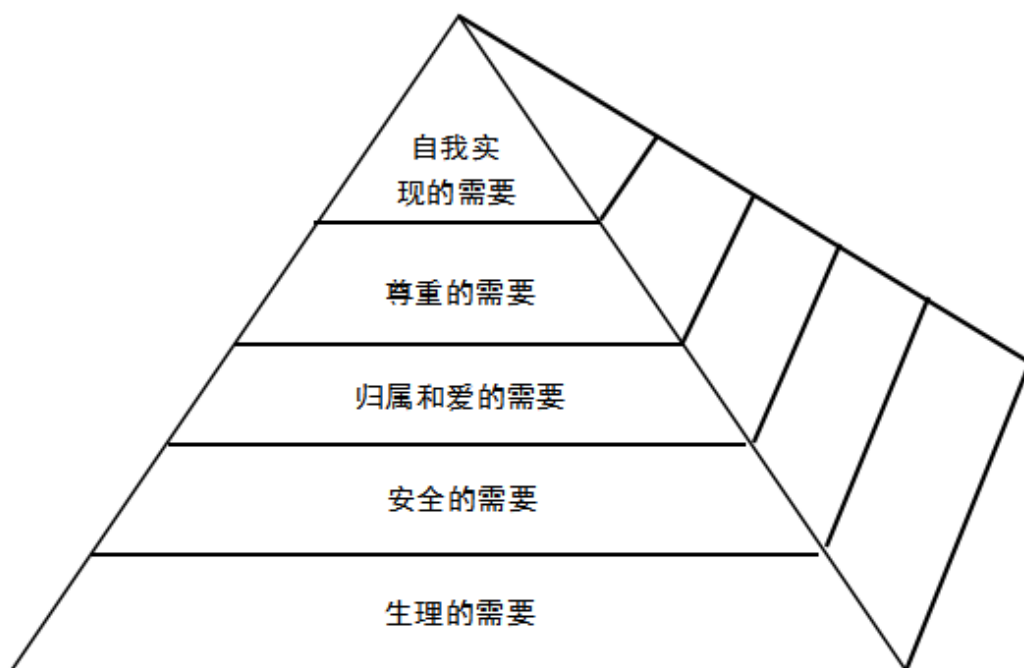 自我实
现的需要
尊重的需要
归属和爱的需要
安全的需要
生理的需要